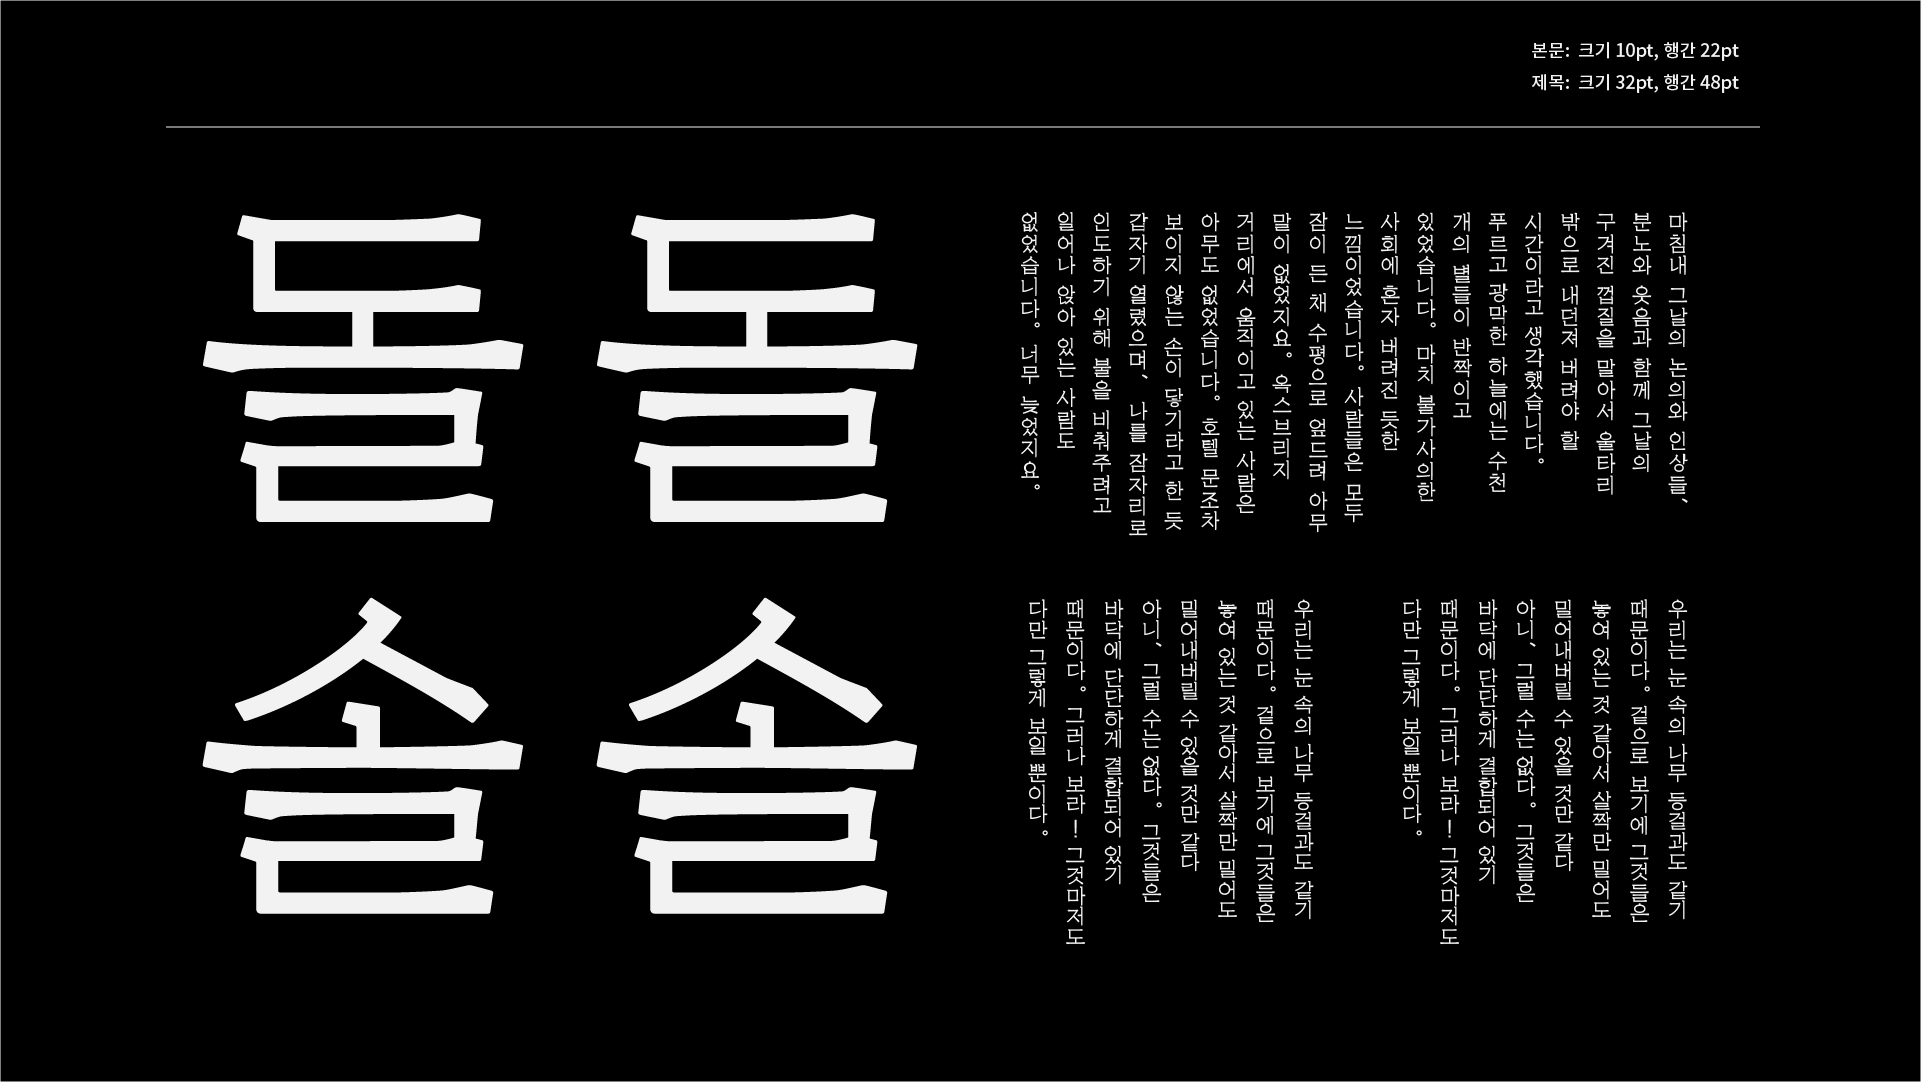 본문: 크기 10pt, 행간 22pt
제목: 크기 32pt, 행간 48pt
돌돌
솔솔
마침내 그날의 논의와 인상들、
분노와 웃음과 함께 그날의
구겨진 껍질을 말아서 울타리
밖으로 내던져 버려야 할
시간이라고 생각했습니다。
푸르고 광막한 하늘에는 수천
개의 별들이 반짝이고
있었습니다。 마치 불가사의한
사회에 혼자 버려진 듯한
느낌이었습니다。 사람들은 모두
잠이 든 채 수평으로 엎드려 아무
말이 없었지요。 옥스브리지
거리에서 움직이고 있는 사람은
아무도 없었습니다。 호텔 문조차
보이지 않는 손이 닿기라고 한 듯
갑자기 열렸으며、 나를 잠자리로
인도하기 위해 불을 비춰주려고
일어나 앉아 있는 사람도
없었습니다。 너무 늦었지요。
우리는 눈 속의 나무 등걸과도 같기
때문이다。 겉으로 보기에 그것들은
놓여 있는 것 같아서 살짝만 밀어도
밀어내버릴 수 있을 것만 같다
아니、 그럴 수는 없다。 그것들은
바닥에 단단하게 결합되어 있기
때문이다。 그러나 보라! 그것마저도
다만 그렇게 보일 뿐이다。
우리는 눈 속의 나무 등걸과도 같기
때문이다。 겉으로 보기에 그것들은
놓여 있는 것 같아서 살짝만 밀어도
밀어내버릴 수 있을 것만 같다
아니、 그럴 수는 없다。 그것들은
바닥에 단단하게 결합되어 있기
때문이다。 그러나 보라! 그것마저도
다만 그렇게 보일 뿐이다。